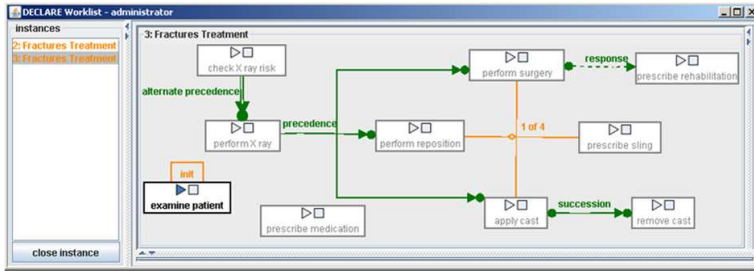 DECLARE Worklist - administrator
instances
2: Fractures Treatment
3: Fractures Treatment
close instance
3: Fractures Treatment
check X ray risk
perform surgery
response
prescribe rehabilitation
alternate precedence
perform X ray
precedence
perform reposition
1 of 4
prescribe sling
init
examine patient
prescribe medication
apply cast
succession
remove cast